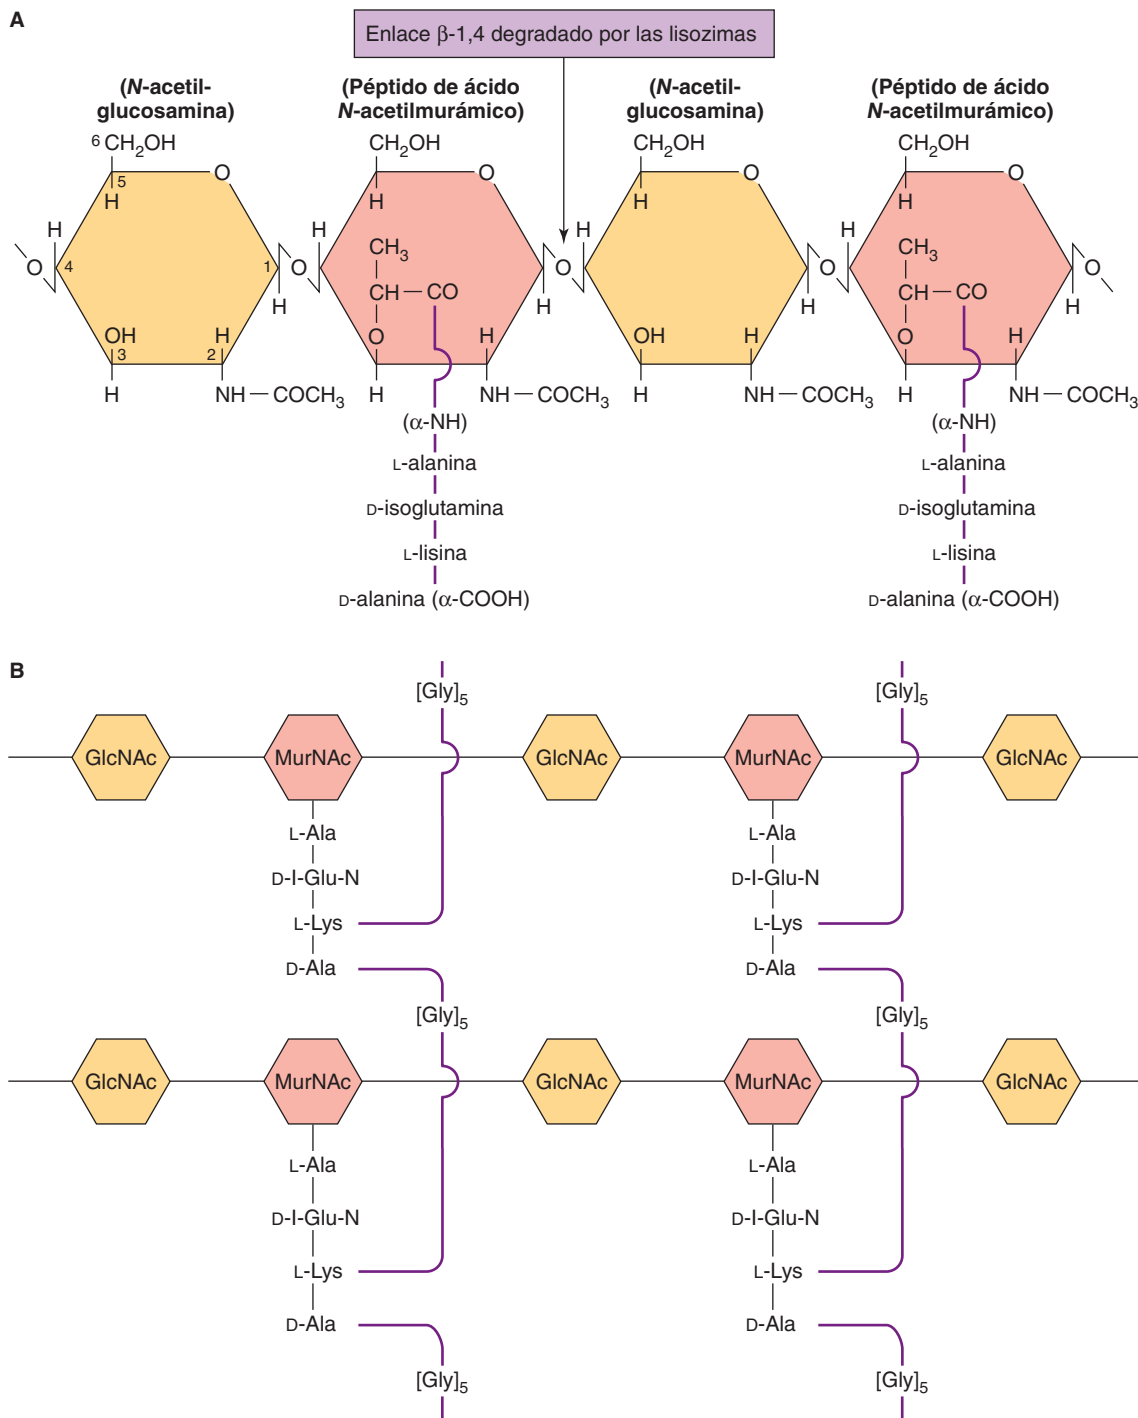 A
Enlace β-1,4 degradado por las lisozimas
(N-acetil-
glucosamina)
(Péptido de ácido
N-acetilmurámico)
(N-acetil-
glucosamina)
(Péptido de ácido
N-acetilmurámico)
6 CH2OH
CH2OH
CH2OH
CH2OH
5
O
O
O
O
H
H
H
H
H
H
H
H
CH3
CH3
O
4
1
O
O
O
O
CH — CO
CH — CO
H
H
H
H
OH
H
O
H
OH
H
O
H
3
2
H
NH — COCH3
H
NH — COCH3
H
NH — COCH3
H
NH — COCH3
(α-NH)
L-alanina
D-isoglutamina
L-lisina
D-alanina (α-COOH)
(α-NH)
L-alanina
D-isoglutamina
L-lisina
D-alanina (α-COOH)
B
[Gly]5
[Gly]5
GlcNAc
MurNAc
GlcNAc
MurNAc
GlcNAc
L-Ala
L-Ala
D-I-Glu-N
D-I-Glu-N
L-Lys
L-Lys
D-Ala
D-Ala
[Gly]5
[Gly]5
GlcNAc
MurNAc
GlcNAc
MurNAc
GlcNAc
L-Ala
L-Ala
D-I-Glu-N
D-I-Glu-N
L-Lys
L-Lys
D-Ala
D-Ala
[Gly]5
[Gly]5